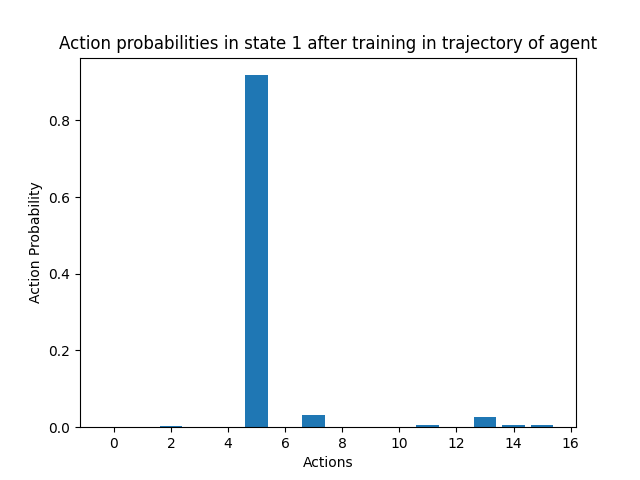 Action probabilities in state 1 after training in trajectory of agent
Action Probability
0.8
0.6
0.4
0.2
0.0
0 2 4 6 8 10 12 14 16
Actions